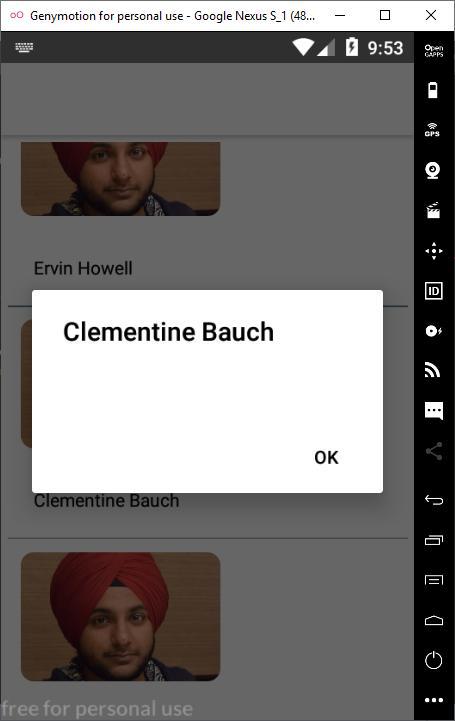 Genymotion for personal use - Google Nexus S_1 (48...
9:53
Open
GAPPS
GPS
Ervin Howell
Clementine Bauch
ID
OK
Clementine Bauch
free for personal use